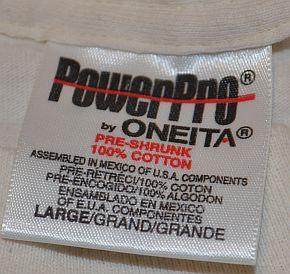 PowerPro®
by ONEITA®
PRE-SHRUNK
100% COTTON
ASSEMBLED IN MEXICO OF U.S.A. COMPONENTS
PRE-RETRECI/100% COTON
PRE-ENCOGIDO/100% ALGODON
ENSAMBLADO EN MEXICO
OF E.U.A. COMPONENTES
LARGE/GRAND/GRANDE